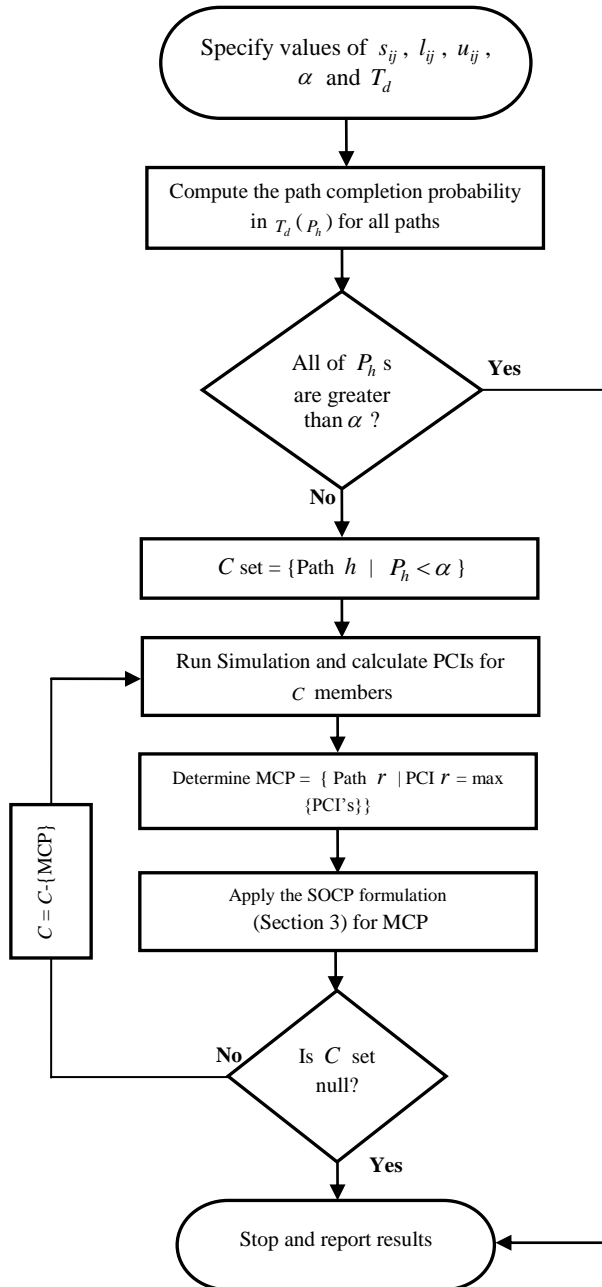 Specify values of s_ij , l_ij , u_ij ,
α and T_d
Compute the path completion probability
in T_d ( P_h ) for all paths
All of P_h s
are greater
than α ?
Yes
No
C set = {Path h | P_h < α }
Run Simulation and calculate PCIs for
C members
Determine MCP = { Path r | PCI r = max
{PCI's}}
C = C-{MCP}
Apply the SOCP formulation
(Section 3) for MCP
No
Is C set
null?
Yes
Stop and report results